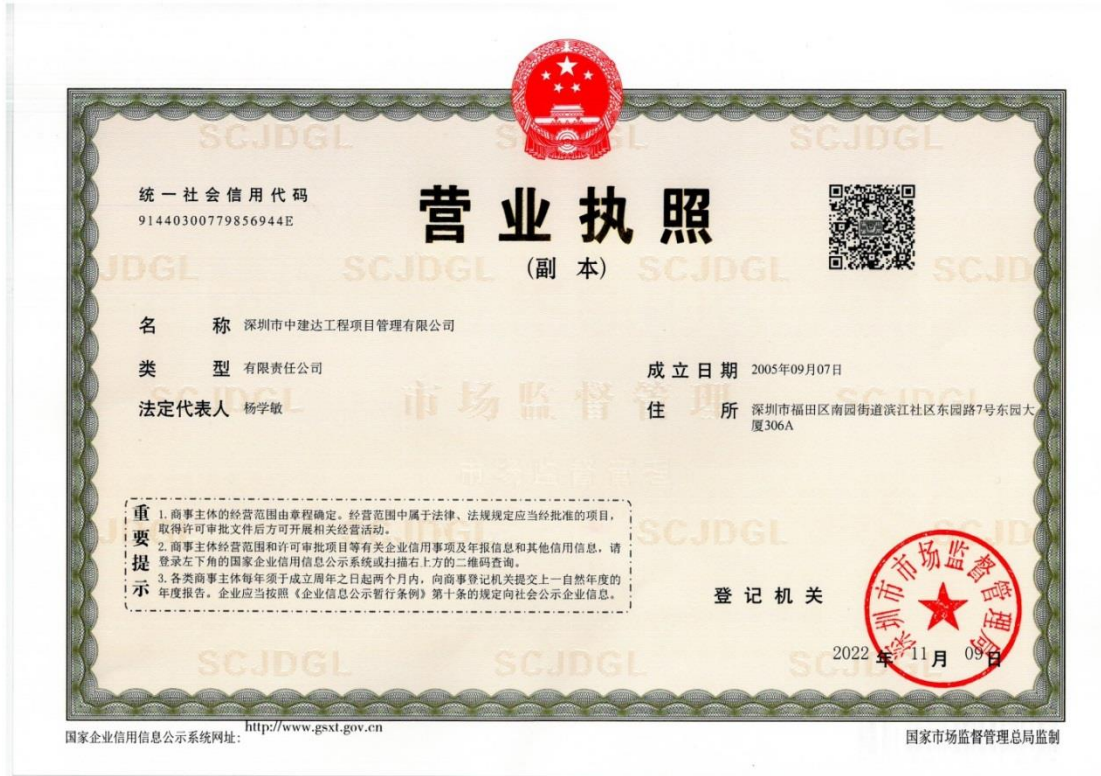 SCJDGL SCJDGL SCJDGL
统一社会信用代码
91440300779856944E
营业执照
(副 本)
JDGL SCJDGL SCJDGL SCJD
名 称 深圳市中建达工程项目管理有限公司
类 型 有限责任公司
成立日期 2005年09月07日
法定代表人 杨学敏
市场监督管理
住 所 深圳市福田区南园街道滨江社区东园路7号东园大
厦306A
重要提示
1. 商事主体的经营范围由章程确定。经营范围中属于法律、法规规定应当经批准的项目,
取得许可审批文件后方可开展相关经营活动。
2. 商事主体经营范围和许可审批项目等有关企业信用事项及年报信息和其他信用信息，请
登录左下角的国家企业信用信息公示系统或扫描右上方的二维码查询。
3. 各类商事主体每年须于成立周年之日起两个月内，向商事登记机关提交上一自然年度的
年度报告。企业应当按照《企业信息公示暂行条例》第十条的规定向社会公示企业信息。
登记机关
深圳市市场监督管理局
2022 年 11 月 09 日
SCJDGL SCJDGL SCJDGL
国家企业信用信息公示系统网址: http://www.gsxt.gov.cn
国家市场监督管理总局监制